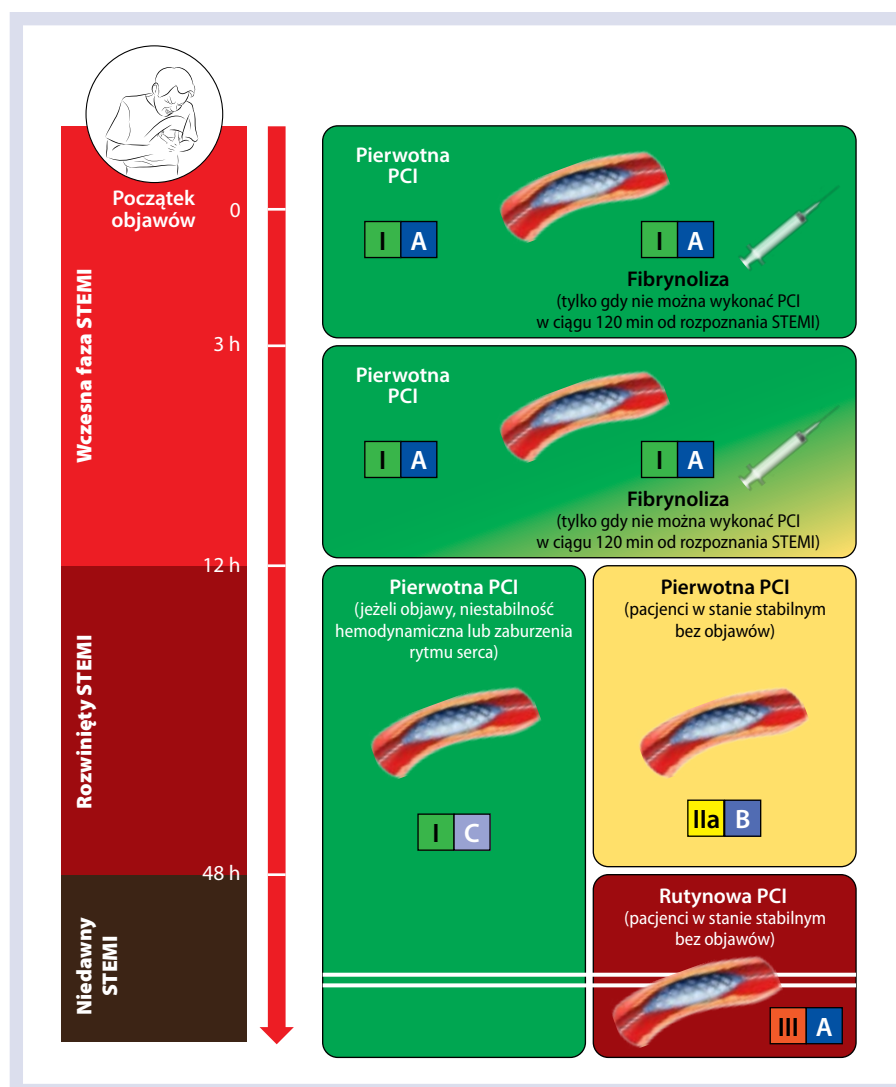 Początek
objawów
0
Wczesna faza STEMI
3 h
12 h
Rozwinięty STEMI
48 h
Niedawny
STEMI
Pierwotna
PCI
I A
I A
Fibrynoliza
(tylko gdy nie można wykonać PCI
w ciągu 120 min od rozpoznania STEMI)
Pierwotna
PCI
I A
I A
Fibrynoliza
(tylko gdy nie można wykonać PCI
w ciągu 120 min od rozpoznania STEMI)
Pierwotna PCI
(jeżeli objawy, niestabilność
hemodynamiczna lub zaburzenia
rytmu serca)
I C
Pierwotna PCI
(pacjenci w stanie stabilnym
bez objawów)
IIa B
Rutynowa PCI
(pacjenci w stanie stabilnym
bez objawów)
III A